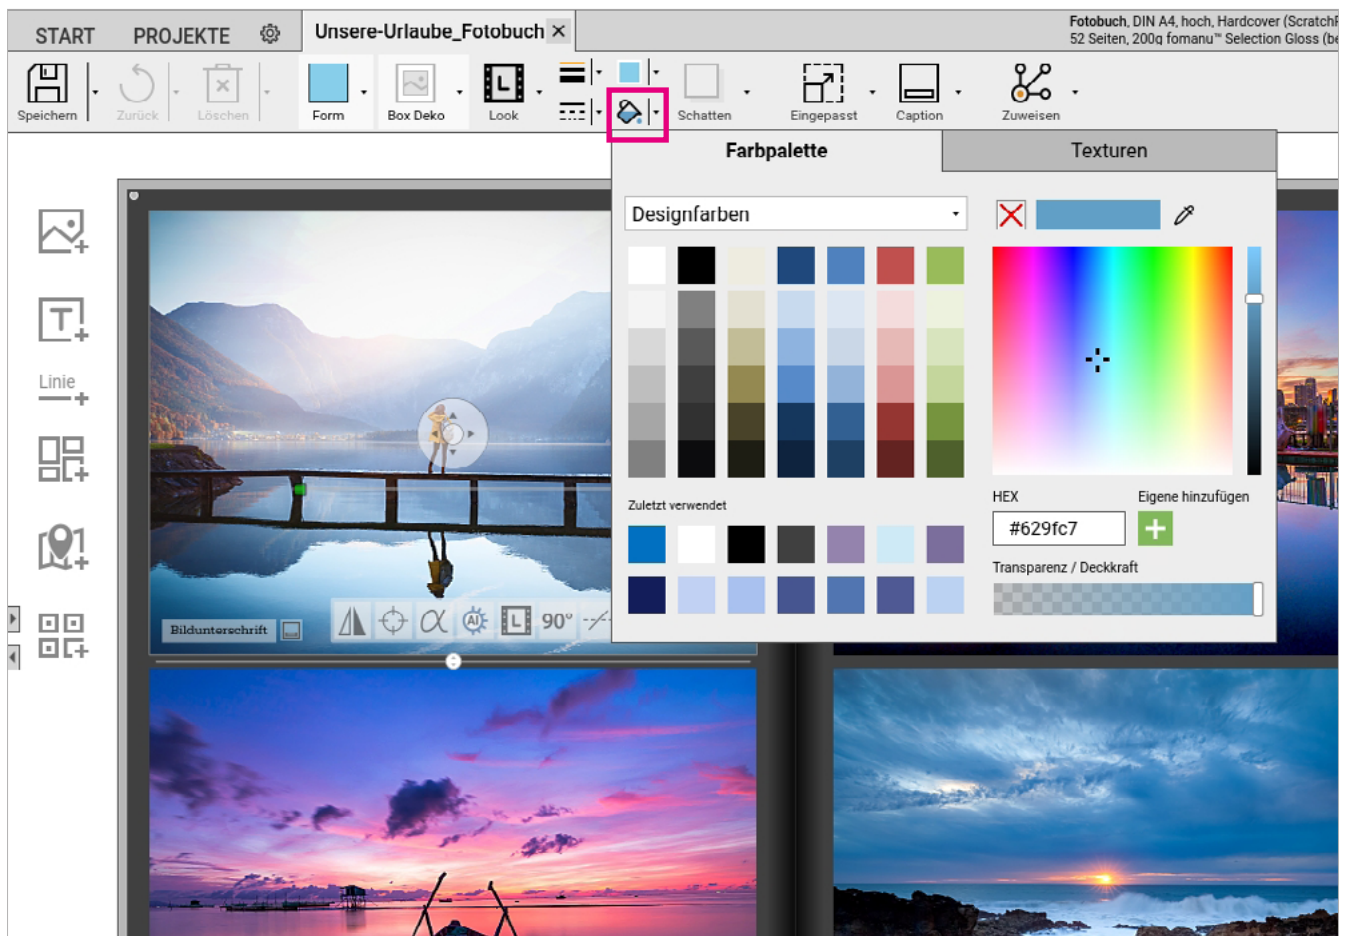 START
PROJEKTE
Unsere-Urlaube_Fotobuch
Fotobuch, DIN A4, hoch, Hardcover
52 Seiten, 200g fomanu™ Selection Gloss
Speichern
Zurück
Löschen
Form
Box Deko
L
Look
Schatten
Eingepasst
Caption
Zuweisen
Farbpalette
Texturen
Designfarben
T
Linie
Zuletzt verwendet
HEX
Eigene hinzufügen
#629fc7
Transparenz / Deckkraft
Bildunterschrift
α
AI
L
90°